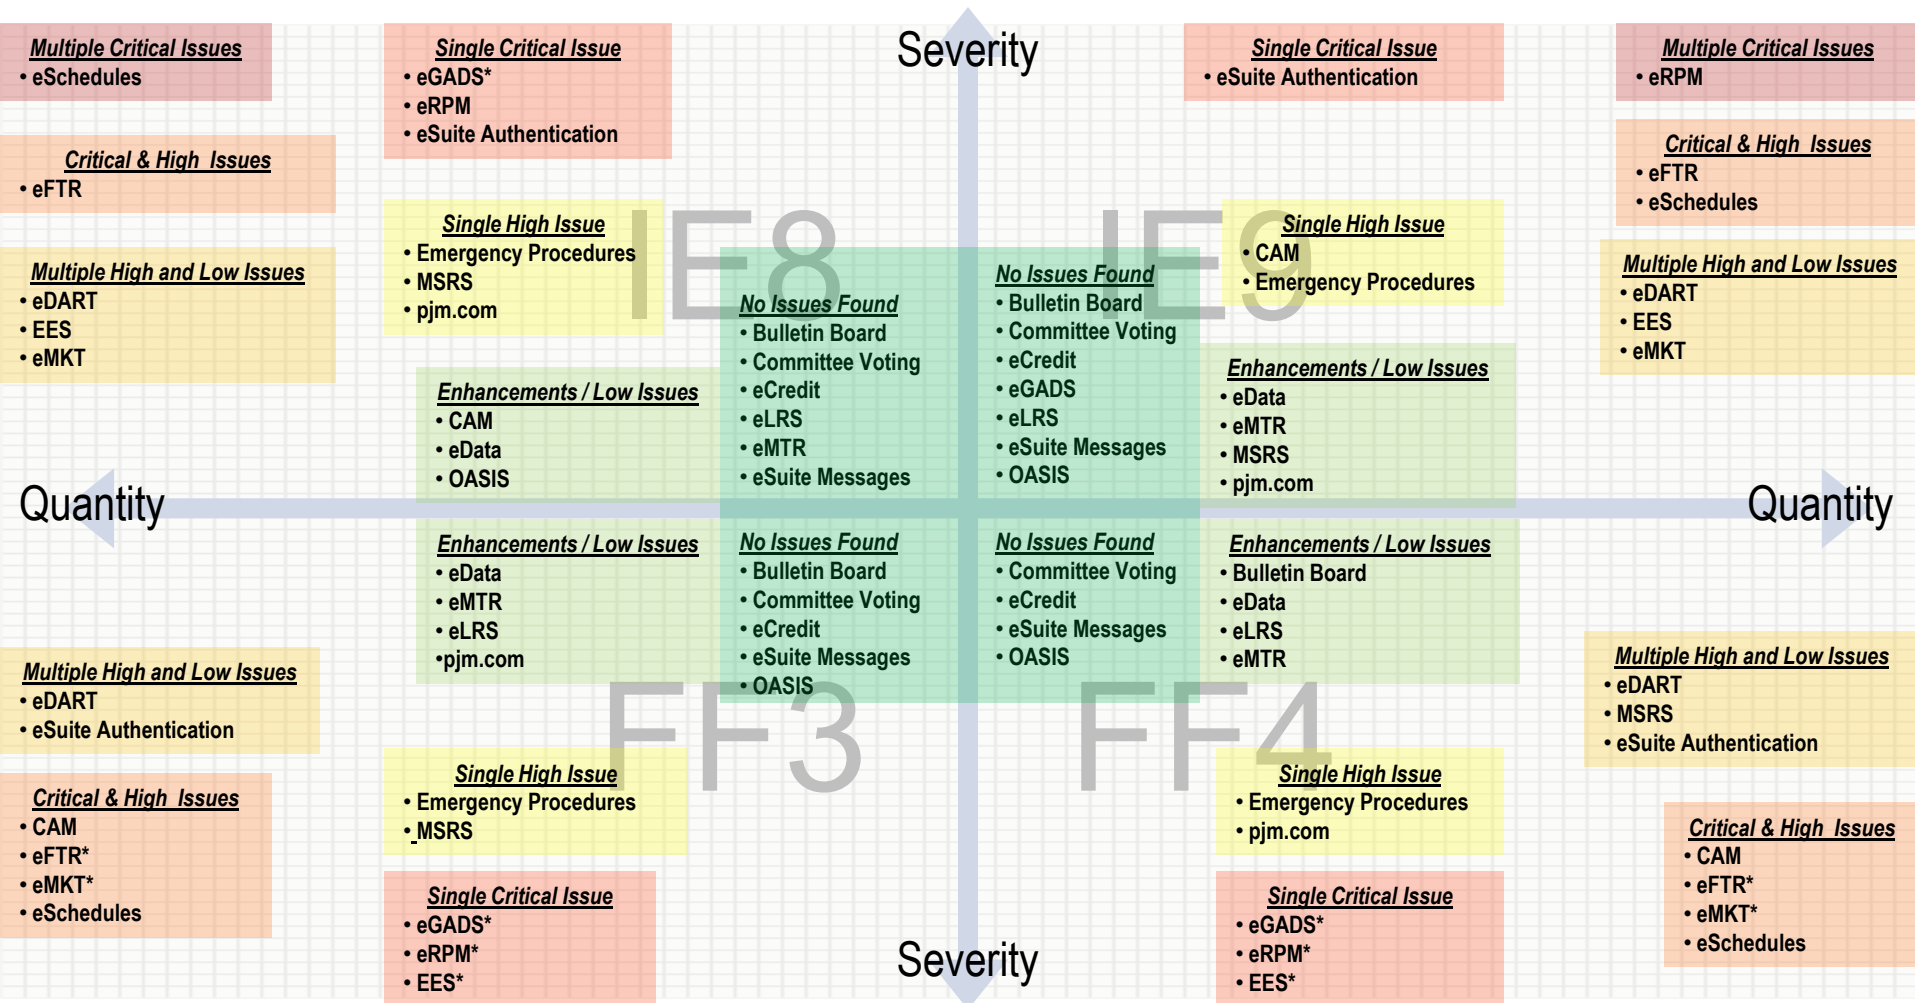 Severity
Multiple Critical Issues
• eSchedules
Single Critical Issue
• eGADS*
• eRPM
• eSuite Authentication
Critical & High Issues
• eFTR
Single High Issue
• Emergency Procedures
• MSRS
• pjm.com
IE8
Multiple High and Low Issues
• eDART
• EES
• eMKT
Enhancements / Low Issues
• CAM
• eData
• OASIS
No Issues Found
• Bulletin Board
• Committee Voting
• eCredit
• eLRS
• eMTR
• eSuite Messages
Single Critical Issue
• eSuite Authentication
Multiple Critical Issues
• eRPM
Critical & High Issues
• eFTR
• eSchedules
IE9
Single High Issue
• CAM
• Emergency Procedures
Multiple High and Low Issues
• eDART
• EES
• eMKT
No Issues Found
• Bulletin Board
• Committee Voting
• eCredit
• eGADS
• eLRS
• eSuite Messages
• OASIS
Enhancements / Low Issues
• eData
• eMTR
• MSRS
• pjm.com
Quantity
Quantity
Enhancements / Low Issues
• eData
• eMTR
• eLRS
•pjm.com
No Issues Found
• Bulletin Board
• Committee Voting
• eCredit
• eSuite Messages
• OASIS
Multiple High and Low Issues
• eDART
• eSuite Authentication
FF3
Single High Issue
• Emergency Procedures
• MSRS
Critical & High Issues
• CAM
• eFTR*
• eMKT*
• eSchedules
Single Critical Issue
• eGADS*
• eRPM*
• EES*
No Issues Found
• Committee Voting
• eCredit
• eSuite Messages
• OASIS
Enhancements / Low Issues
• Bulletin Board
• eData
• eLRS
• eMTR
Multiple High and Low Issues
• eDART
• MSRS
• eSuite Authentication
FF4
Single High Issue
• Emergency Procedures
• pjm.com
Critical & High Issues
• CAM
• eFTR*
• eMKT*
• eSchedules
Single Critical Issue
• eGADS*
• eRPM*
• EES*
Severity